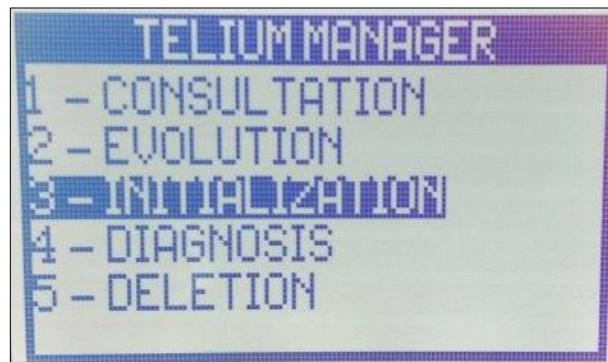 TELIUM MANAGER
1 - CONSULTATION
2 - EVOLUTION
3 - INITIALIZATION
4 - DIAGNOSIS
5 - DELETION